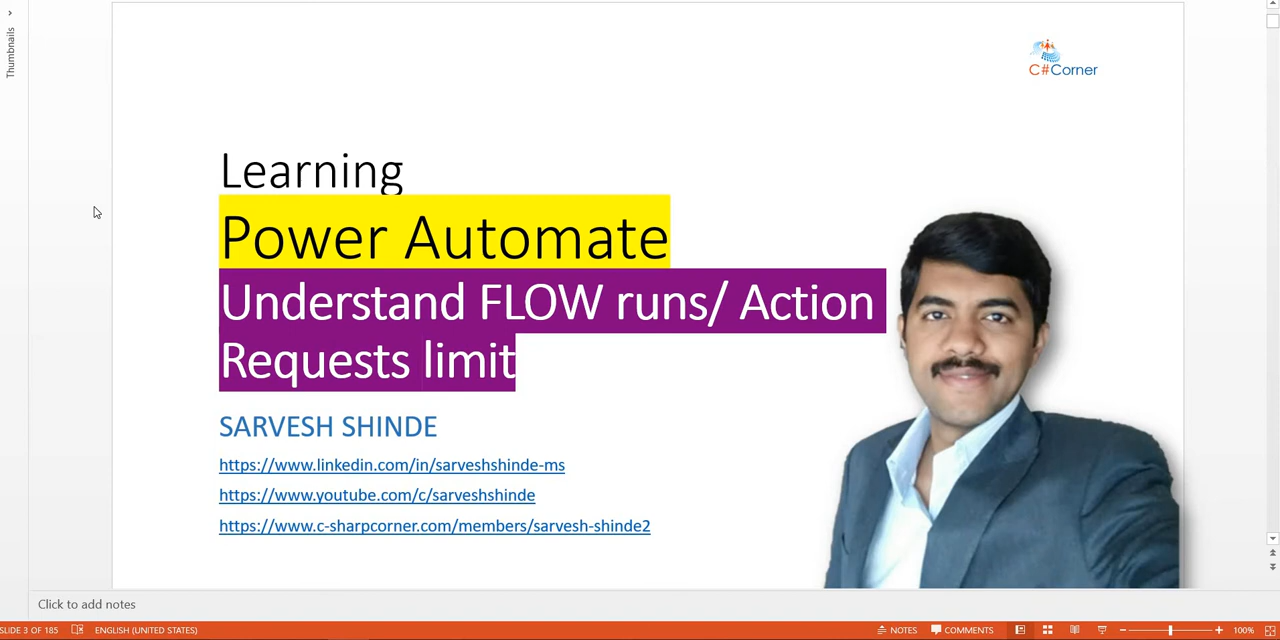 Thumbnails
C#Corner
Learning
Power Automate
Understand FLOW runs/ Action
Requests limit
SARVESH SHINDE
https://www.linkedin.com/in/sarveshshinde-ms
https://www.youtube.com/c/sarveshshinde
https://www.c-sharpcorner.com/members/sarvesh-shinde2
Click to add notes
SLIDE 3 OF 185 ENGLISH (UNITED STATES) NOTES COMMENTS 100%